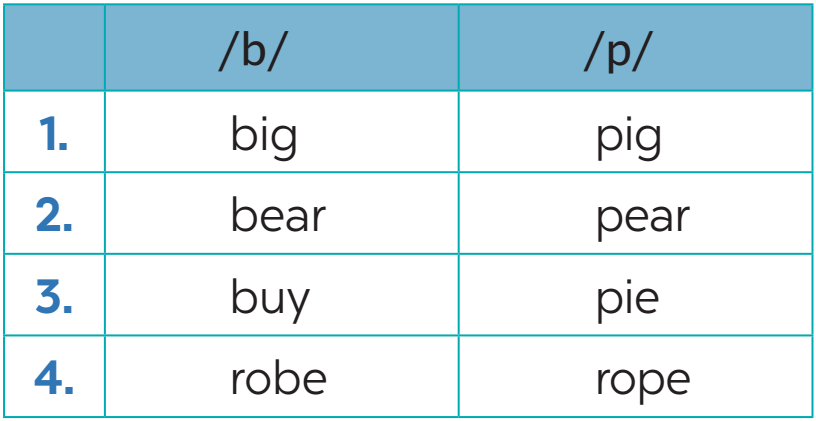 /b/ /p/
1. big pig
2. bear pear
3. buy pie
4. robe rope